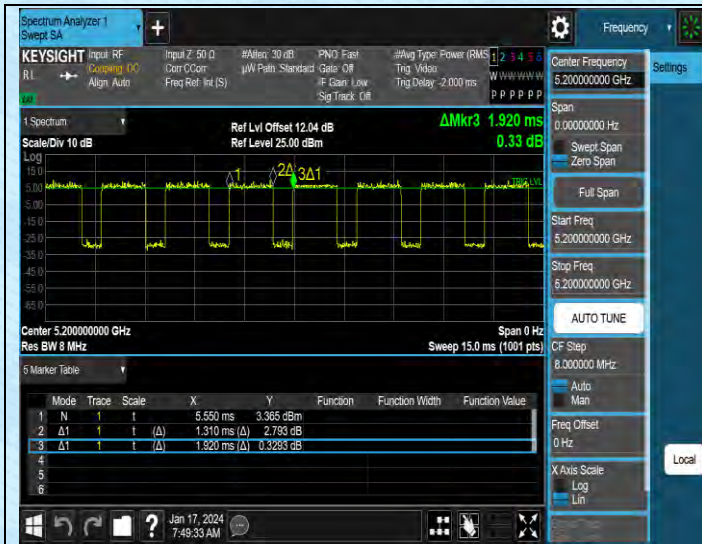 Spectrum Analyzer 1
Swept SA
Frequency
KEYSIGHT Input: RF Input Z: 50 Ω #Atten: 30 dB PNO: Fast #Avg Type: Power (RMS 1 2 3 4 5 6
RL Coupling: DC Corr CCorr µW Path: Standard Gate: Off Trig: Video W W W W W W
Align: Auto Freq Ref: Int (S) IF Gain: Low Trig Delay: -2.000 ms
Sig Track: Off P P P P P P
1 Spectrum
Ref Lvl Offset 12.04 dB
ΔMkr3 1.920 ms
Scale/Div 10 dB
Ref Level 25.00 dBm
0.33 dB
Log
15.0
5.00
-5.00
-15.0
-25.0
-35.0
-45.0
-55.0
-65.0
1
2Δ
3Δ1
TRIG LVL
Center 5.200000000 GHz
Span 0 Hz
Res BW 8 MHz
Sweep 15.0 ms (1001 pts)
5 Marker Table
Mode Trace Scale X Y Function Function Width Function Value
1 N 1 t 5.550 ms 3.365 dBm
2 Δ1 1 t (Δ) 1.310 ms (Δ) 2.793 dB
3 Δ1 1 t (Δ) 1.920 ms (Δ) 0.3293 dB
4
5
6
Jan 17, 2024
7:49:33 AM
Center Frequency
5.200000000 GHz
Settings
Span
0.00000000 Hz
Swept Span
Zero Span
Full Span
Start Freq
5.200000000 GHz
Stop Freq
5.200000000 GHz
AUTO TUNE
CF Step
8.000000 MHz
Auto
Man
Freq Offset
0 Hz
X Axis Scale
Log
Lin
Local